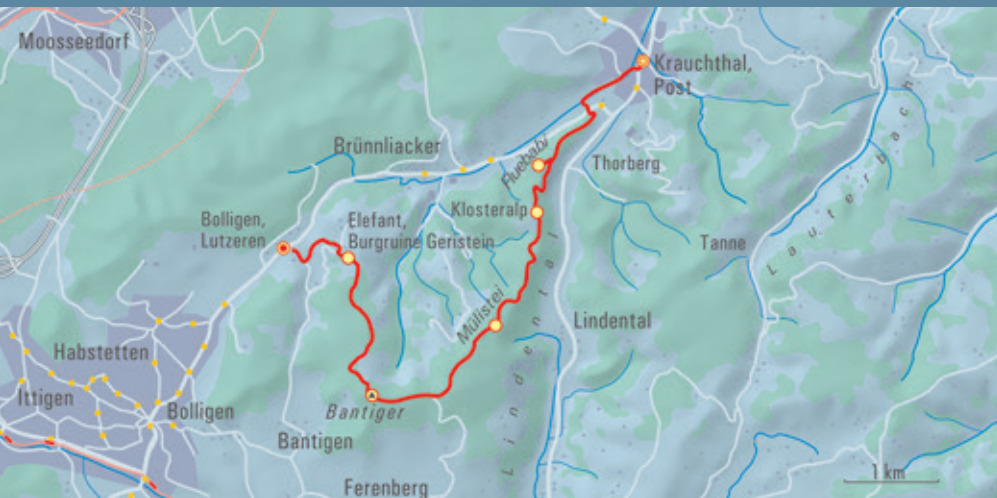 Moosseedorf
Krauchthal,
Post
Brünnliacker
Fluebabi
Thorberg
Klosteralp
Bolligen,
Lutzeren
Elefant,
Burgruine Geristein
Tanne
Lauterbach
Mülistei
Lindental
Lindental
Habstetten
Ittigen
Bolligen
Bantiger
Bantigen
Ferenberg
1 km